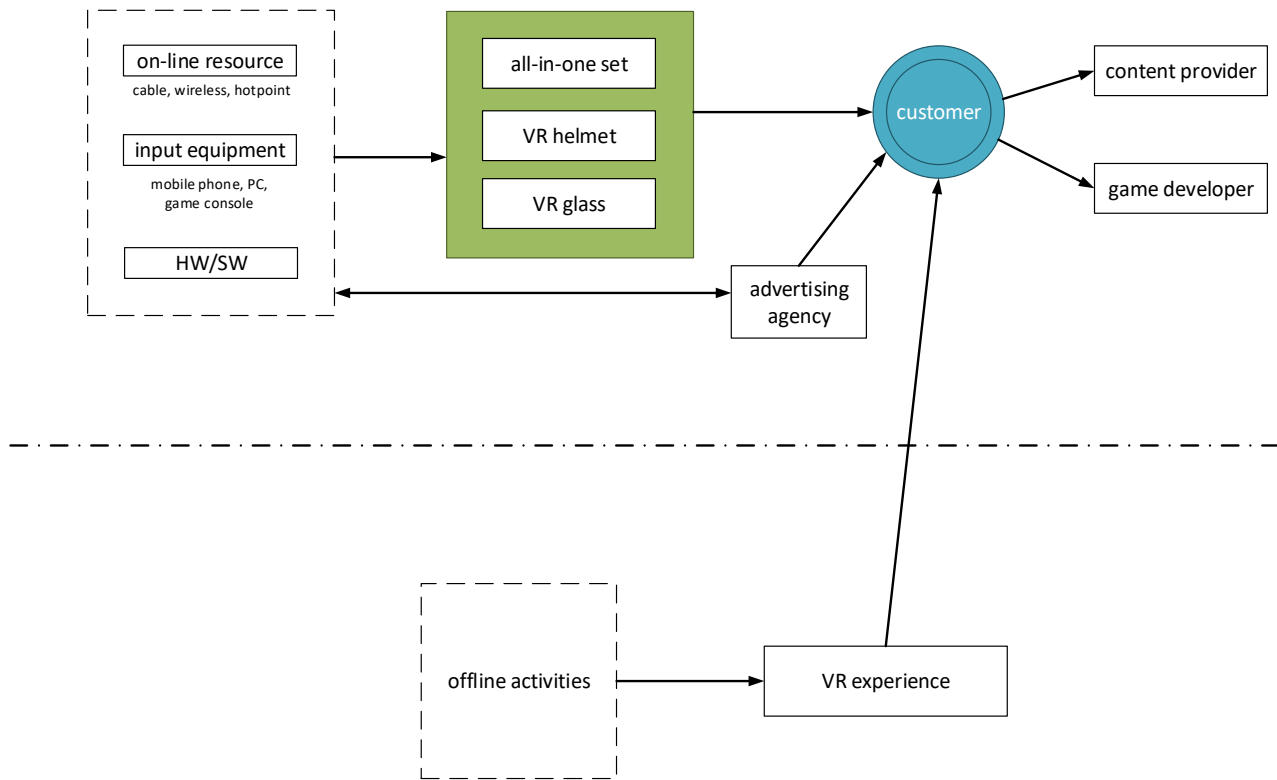 on-line resource
cable, wireless, hotpoint
input equipment
mobile phone, PC,
game console
HW/SW
all-in-one set
VR helmet
VR glass
customer
content provider
game developer
advertising
agency
offline activities
VR experience